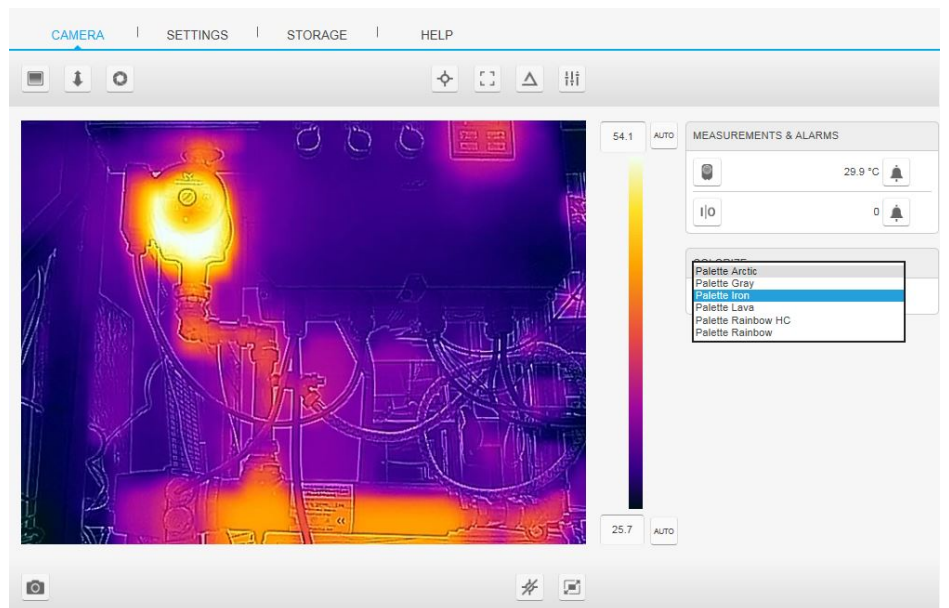 CAMERA
SETTINGS
STORAGE
HELP
54.1
AUTO
MEASUREMENTS & ALARMS
29.9 °C
I|O
0
COLORIZE
Palette Arctic
Palette Gray
Palette Iron
Palette Lava
Palette Rainbow HC
Palette Rainbow
25.7
AUTO